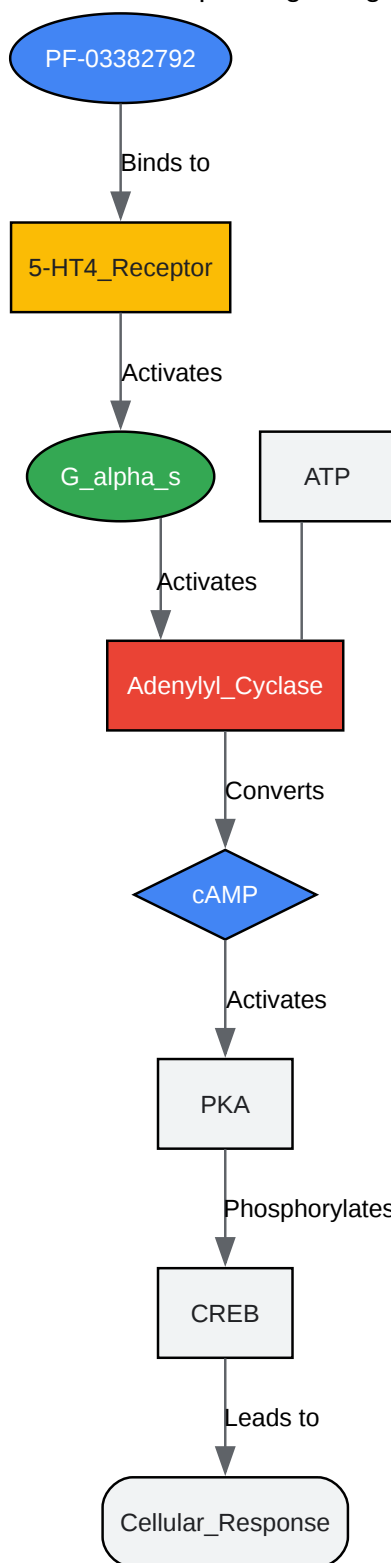 PF-03382792
Binds to
5-HT4_Receptor
Activates
G_alpha_s
ATP
Activates
Adenylyl_Cyclase
Converts
cAMP
Activates
PKA
Phosphorylates
CREB
Leads to
Cellular_Response